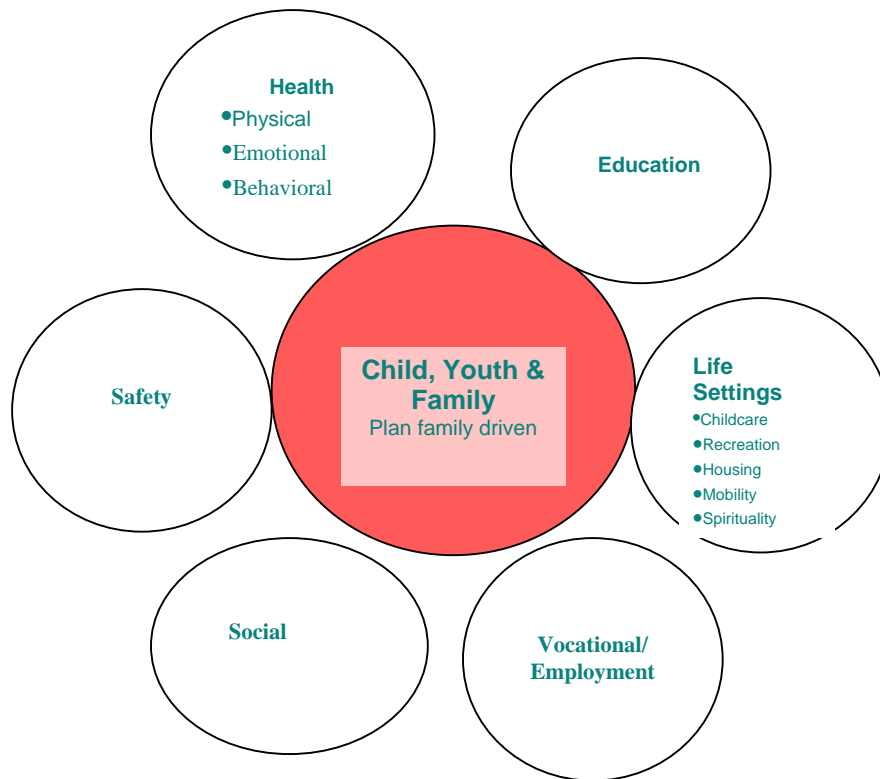 Health
•Physical
•Emotional
•Behavioral
Education
Child, Youth &
Family
Plan family driven
Life
Settings
•Childcare
•Recreation
•Housing
•Mobility
•Spirituality
Safety
Social
Vocational/
Employment